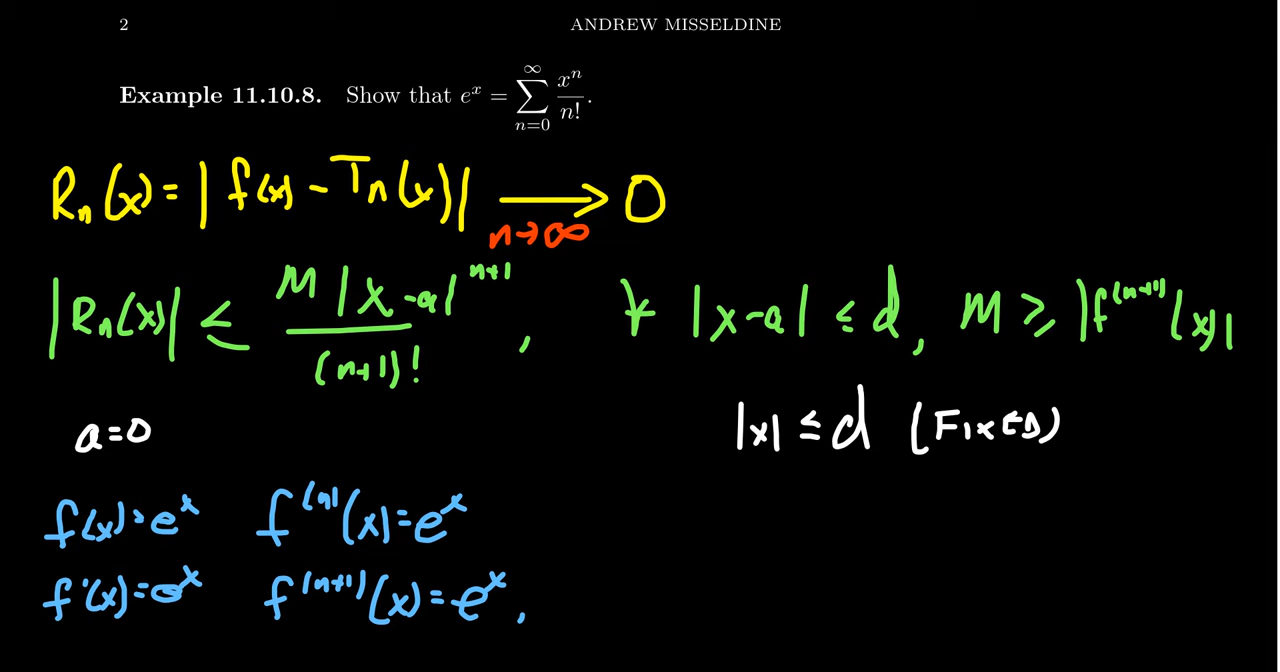 2 ANDREW MISSELDINE
Example 11.10.8. Show that e^x = ∑_{n=0}^{∞} x^n/n!.
R_n(x) = |f(x) - T_n(x)| ⟶ 0
n→∞
|R_n(x)| ≤ M|x-a|^{n+1}/(n+1)!, ∀ |x-a| ≤ d, M ≥ |f^{(n+1)}(x)|
a=0 |x| ≤ d (FIXED)
f(x)=e^x f^{(n)}(x)=e^x
f'(x)=e^x f^{(n+1)}(x)=e^x,